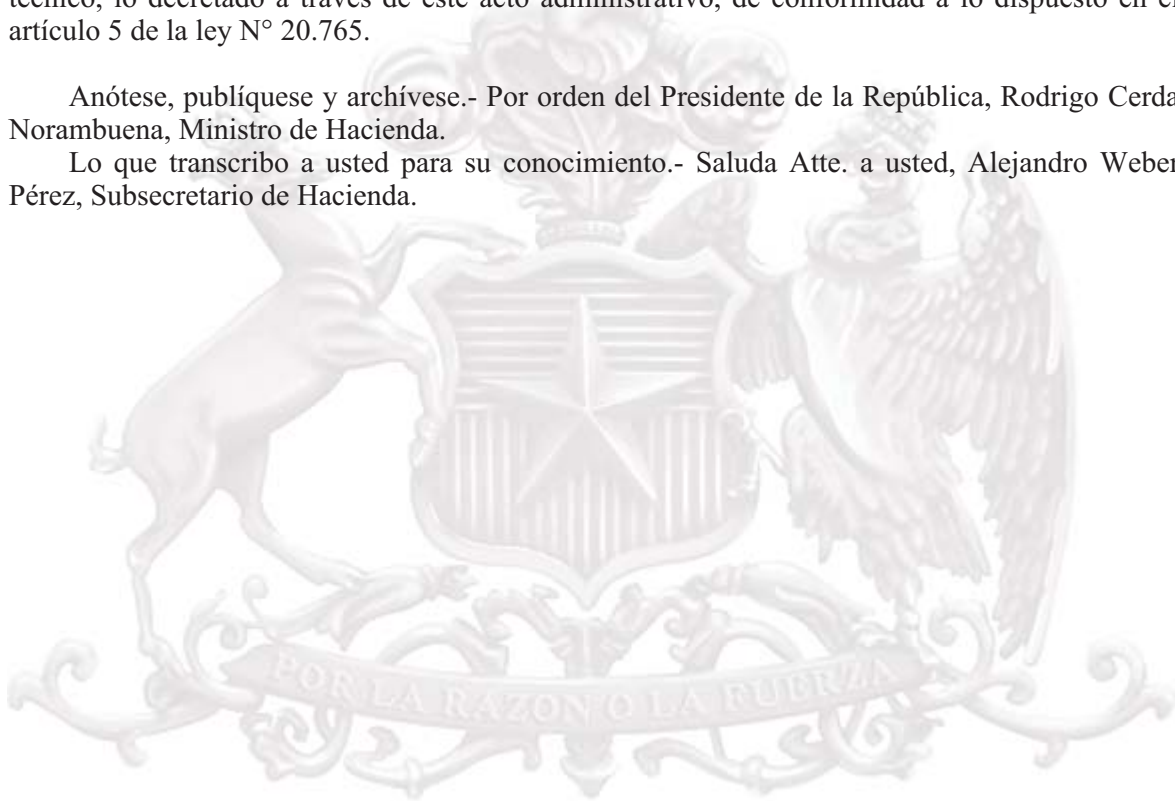 técnico, lo decretado a través de este acto administrativo, de conformidad a lo dispuesto en el
artículo 5 de la ley N° 20.765.
Anótese, publíquese y archívese.- Por orden del Presidente de la República, Rodrigo Cerda
Norambuena, Ministro de Hacienda.
Lo que transcribo a usted para su conocimiento.- Saluda Atte. a usted, Alejandro Weber
Pérez, Subsecretario de Hacienda.
POR LA RAZON O LA FUERZA